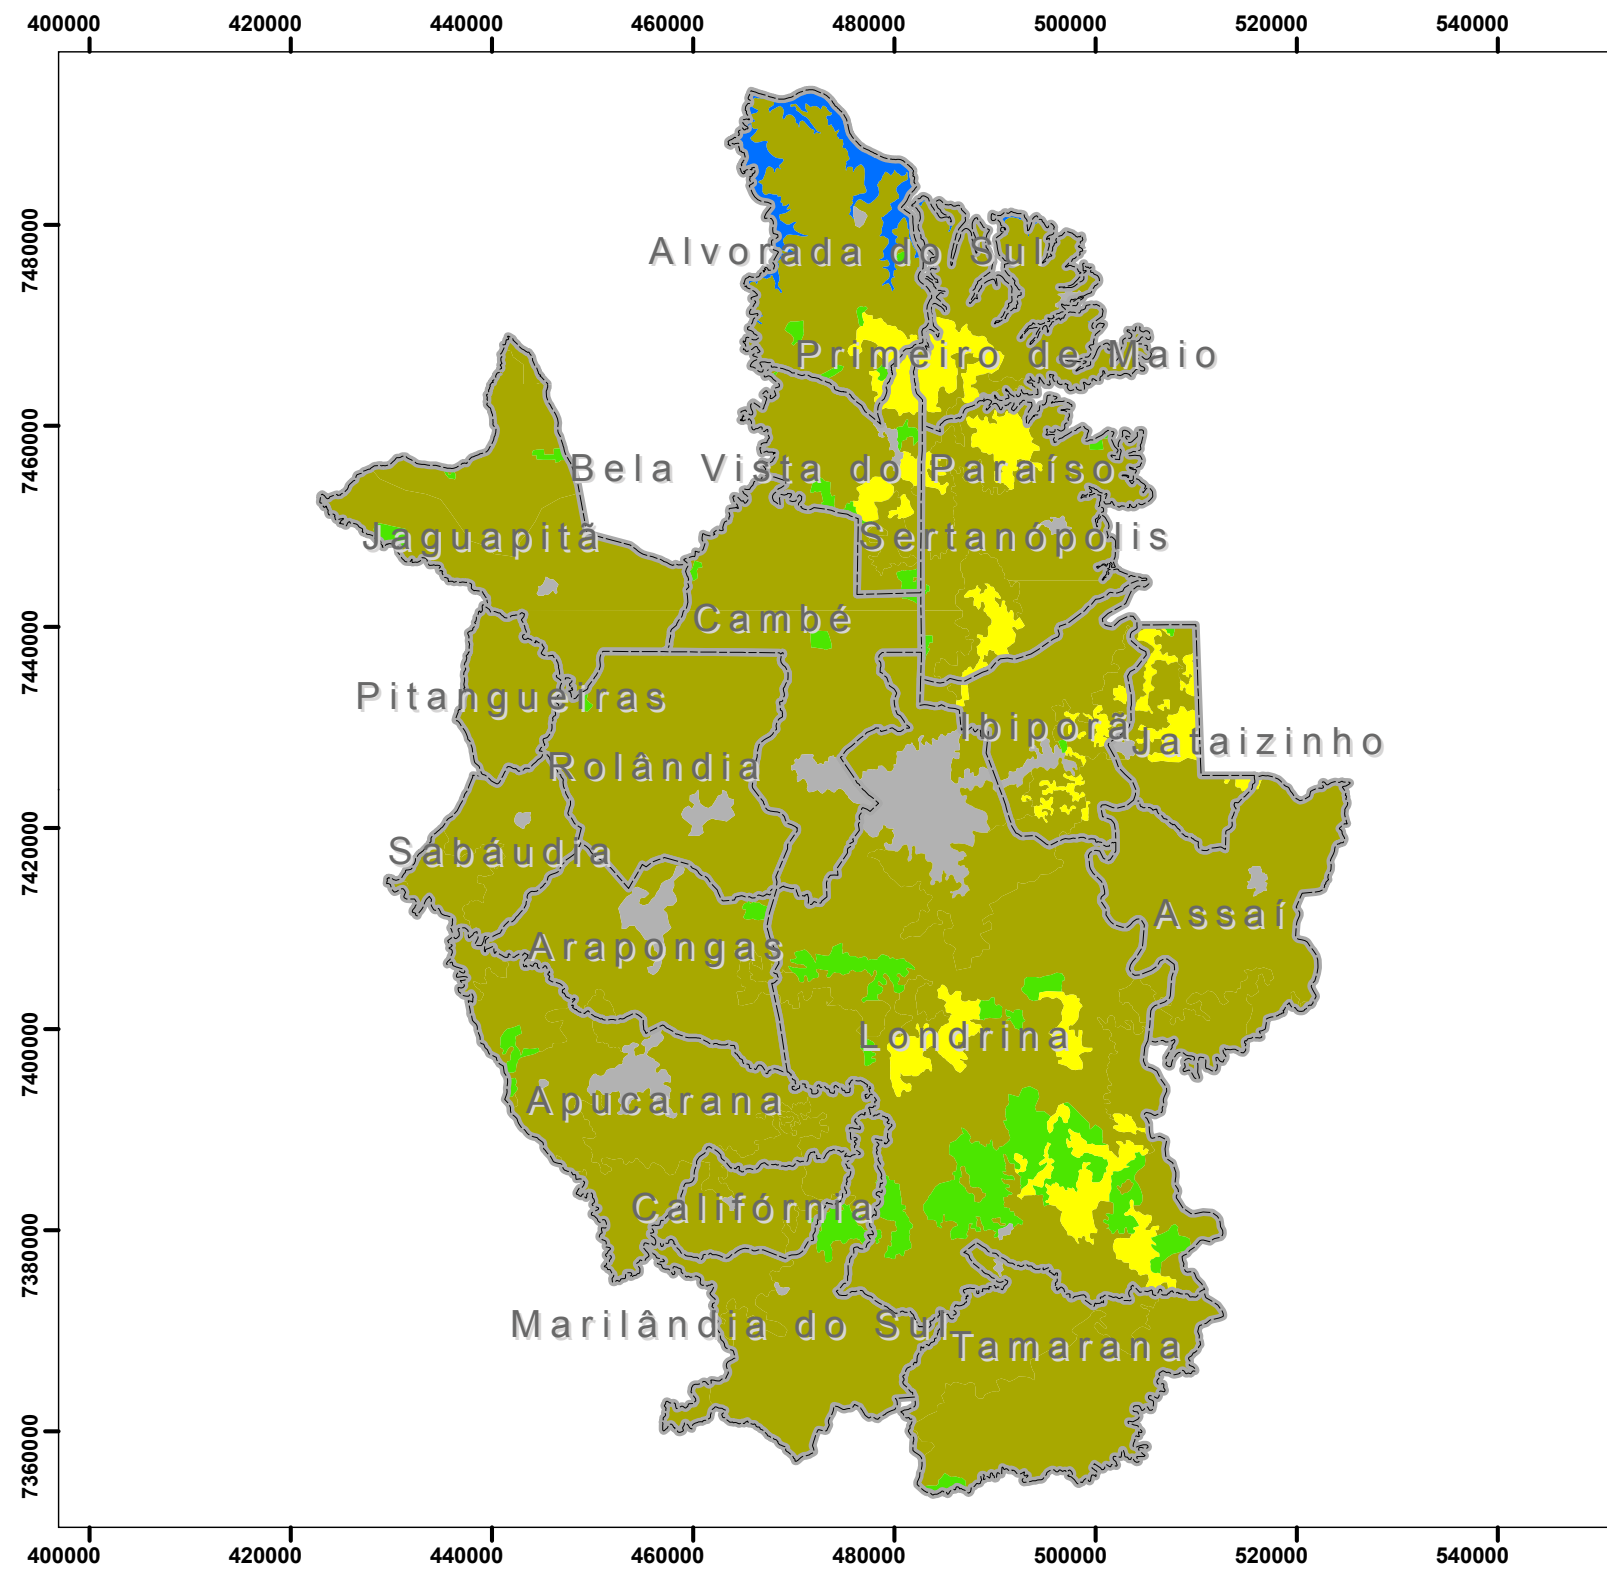 400000 420000 440000 460000 480000 500000 520000 540000
7480000
7460000
7440000
7420000
7400000
7380000
7360000
Alvorada do Sul
Primeiro de Maio
Bela Vista do Paraíso
Jaguapitã
Sertanópolis
Cambé
Pitangueiras
Ibiporã
Jataizinho
Rolândia
Sabáudia
Assaí
Arapongas
Londrina
Apucarana
Califórnia
Marilândia do Sul
Tamarana
400000 420000 440000 460000 480000 500000 520000 540000